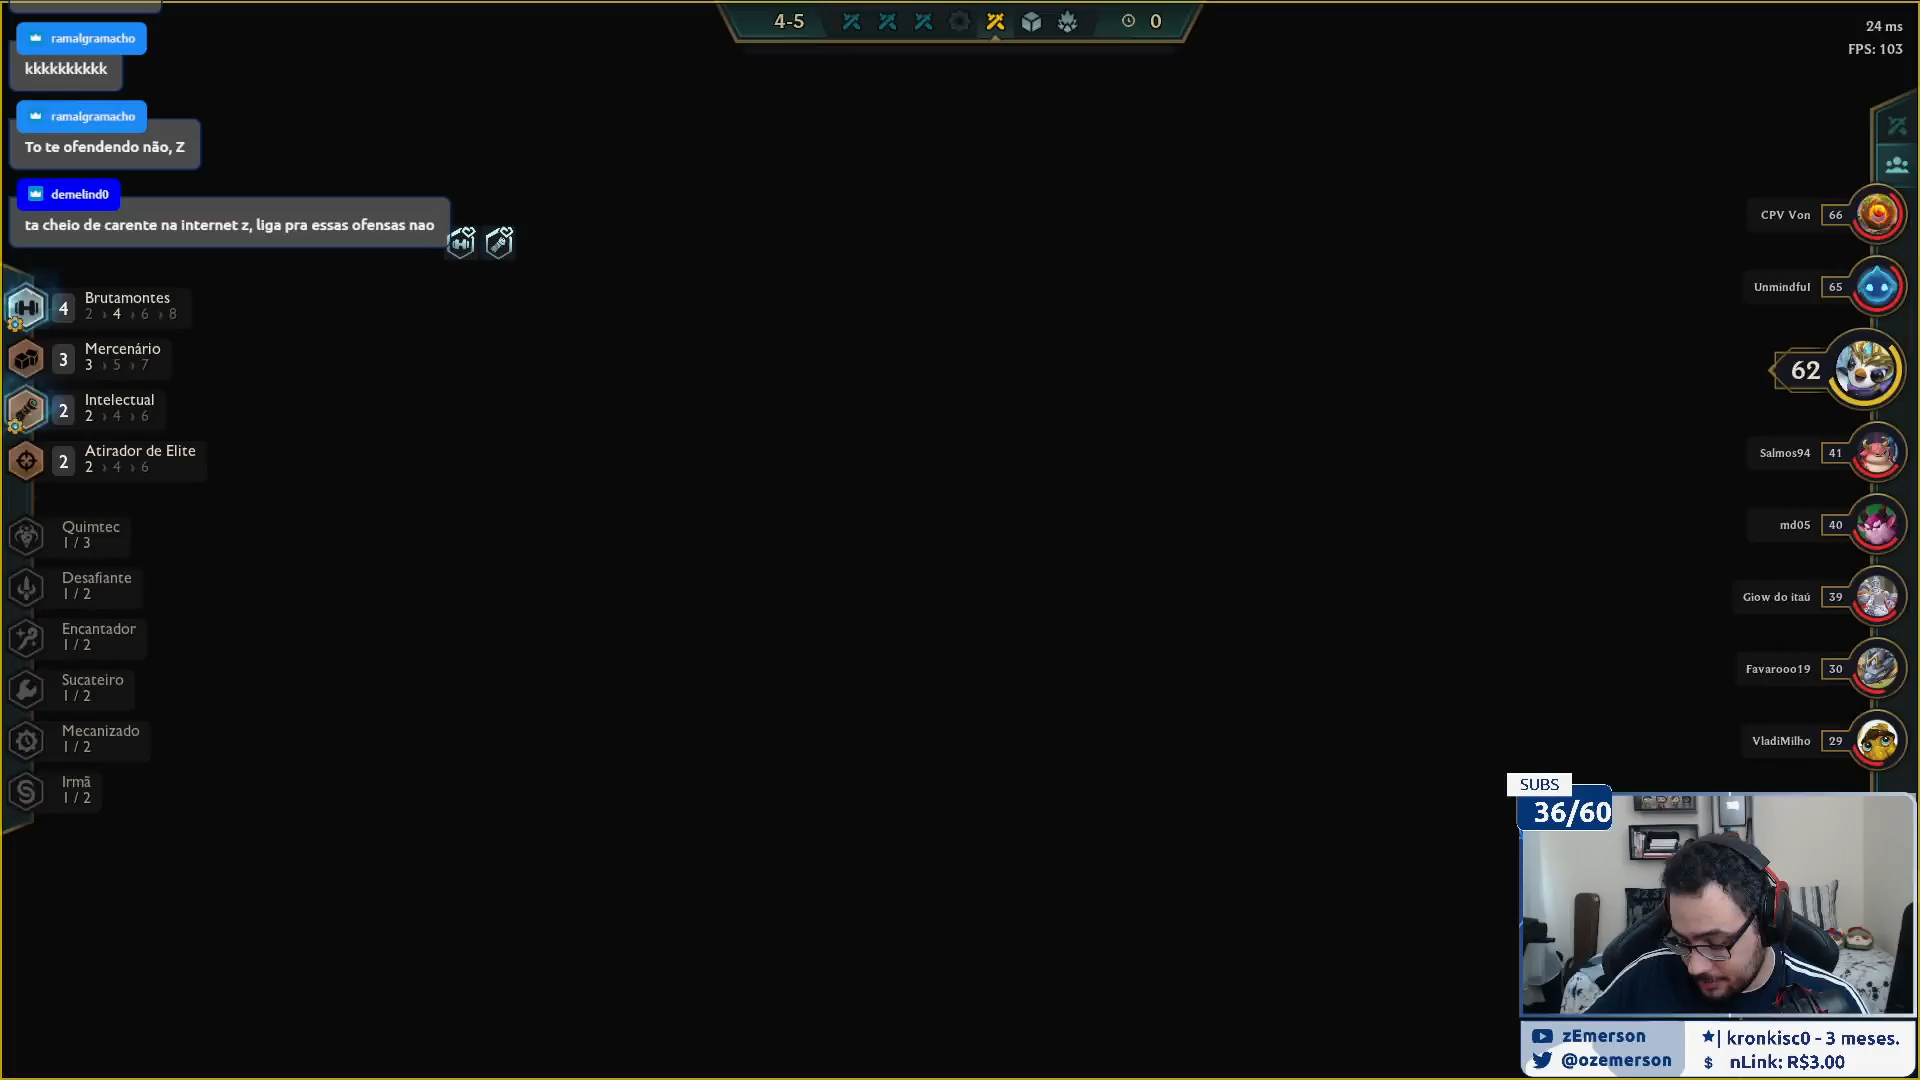 4-5
0
24 ms
FPS: 103
ramalgramacho
kkkkkkkkkk
ramalgramacho
To te ofendendo não, Z
demelind0
ta cheio de carente na internet z, liga pra essas ofensas nao
4
Brutamontes
2 › 4 › 6 › 8
3
Mercenário
3 › 5 › 7
2
Intelectual
2 › 4 › 6
2
Atirador de Elite
2 › 4 › 6
Quimtec
1 / 3
Desafiante
1 / 2
Encantador
1 / 2
Sucateiro
1 / 2
Mecanizado
1 / 2
Irmã
1 / 2
CPV Von 66
Unmindful 65
62
Salmos94 41
md05 40
Giow do itaú 39
Favarooo19 30
VladiMilho 29
SUBS
36/60
zEmerson
@ozemerson
| kronkisc0 - 3 meses.
$ nLink: R$3.00